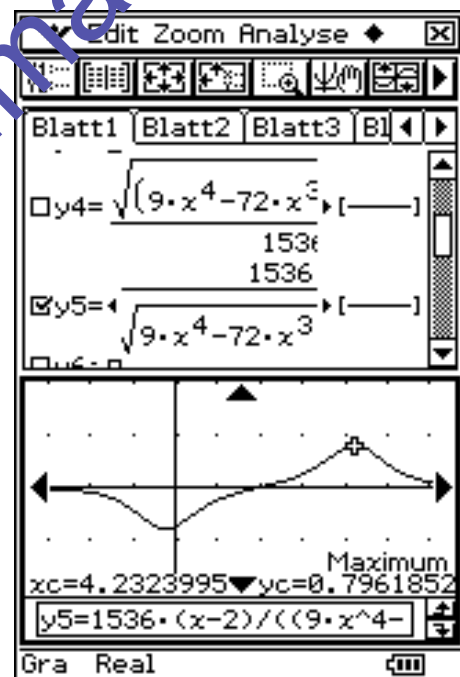 Edit Zoom Analyse
Blatt1 Blatt2 Blatt3 Bl
y4= √(9·x^4-72·x^3
1536
1536
y5=
√9·x^4-72·x^3
Maximum
xc=4.2323995 yc=0.7961852
y5=1536·(x-2)/((9·x^4-
Gra Real